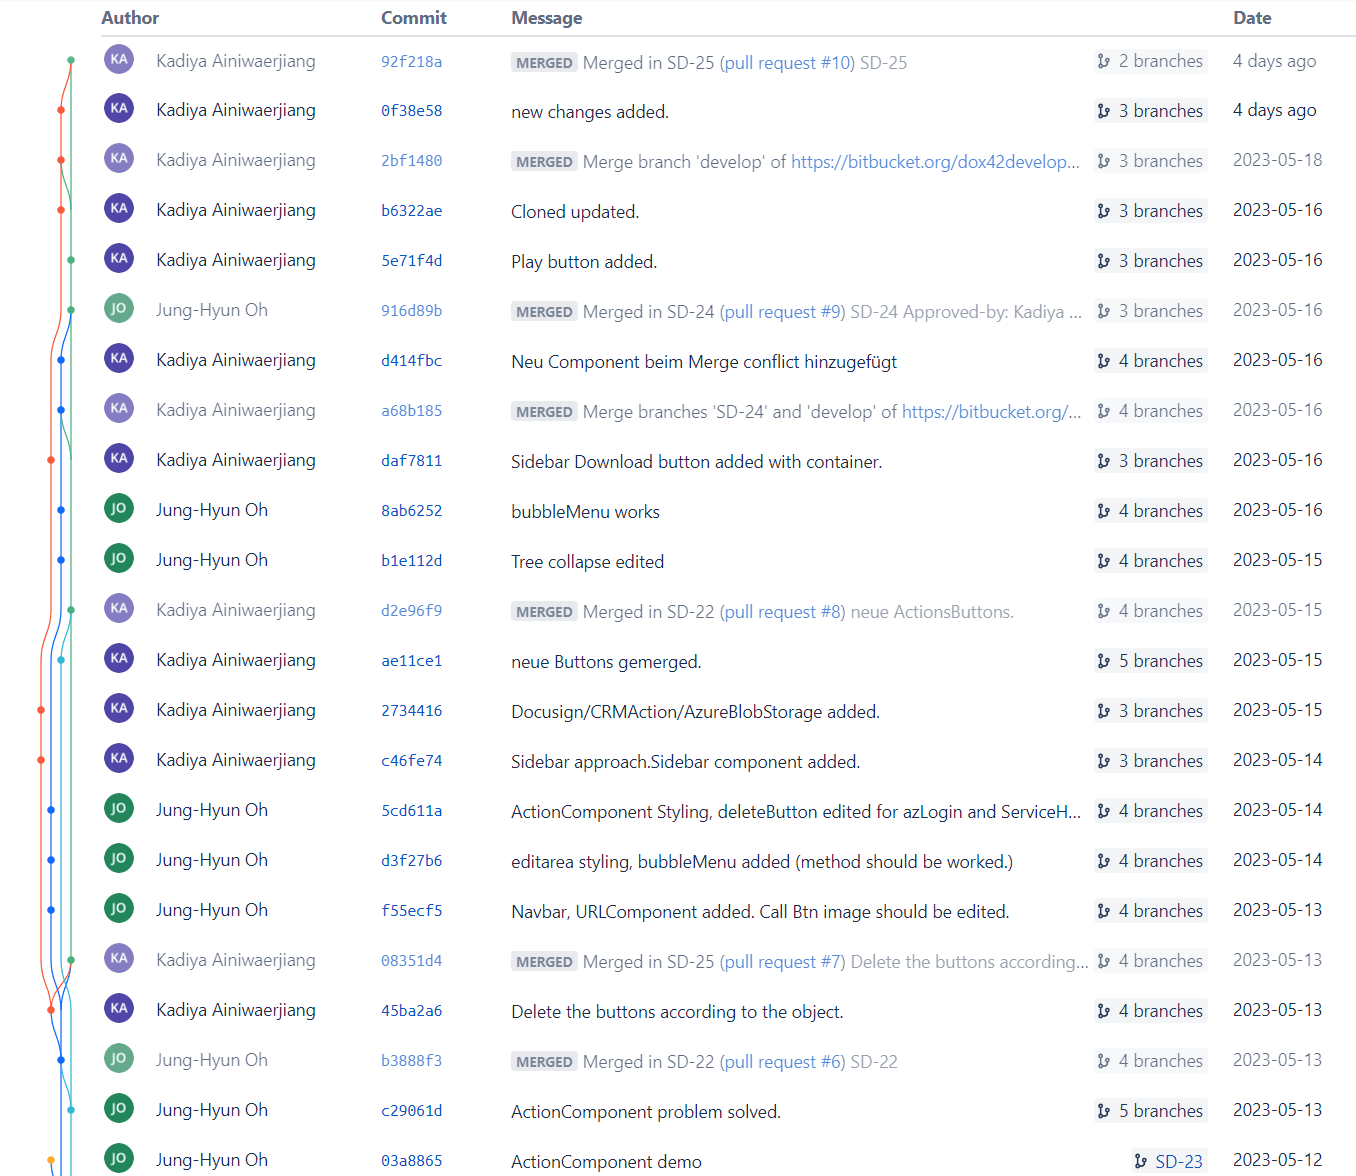 Author Commit Message Date
KA Kadiya Ainiwaerjiang 92f218a MERGED Merged in SD-25 (pull request #10) SD-25 2 branches 4 days ago
KA Kadiya Ainiwaerjiang 0f38e58 new changes added. 3 branches 4 days ago
KA Kadiya Ainiwaerjiang 2bf1480 MERGED Merge branch 'develop' of https://bitbucket.org/dox42develop... 3 branches 2023-05-18
KA Kadiya Ainiwaerjiang b6322ae Cloned updated. 3 branches 2023-05-16
KA Kadiya Ainiwaerjiang 5e71f4d Play button added. 3 branches 2023-05-16
JO Jung-Hyun Oh 916d89b MERGED Merged in SD-24 (pull request #9) SD-24 Approved-by: Kadiya ... 3 branches 2023-05-16
KA Kadiya Ainiwaerjiang d414fbc Neu Component beim Merge conflict hinzugefügt 4 branches 2023-05-16
KA Kadiya Ainiwaerjiang a68b185 MERGED Merge branches 'SD-24' and 'develop' of https://bitbucket.org/... 4 branches 2023-05-16
KA Kadiya Ainiwaerjiang daf7811 Sidebar Download button added with container. 3 branches 2023-05-16
JO Jung-Hyun Oh 8ab6252 bubbleMenu works 4 branches 2023-05-16
JO Jung-Hyun Oh b1e112d Tree collapse edited 4 branches 2023-05-15
KA Kadiya Ainiwaerjiang d2e96f9 MERGED Merged in SD-22 (pull request #8) neue ActionsButtons. 4 branches 2023-05-15
KA Kadiya Ainiwaerjiang ae11ce1 neue Buttons gemerged. 5 branches 2023-05-15
KA Kadiya Ainiwaerjiang 2734416 Docusign/CRMAction/AzureBlobStorage added. 3 branches 2023-05-15
KA Kadiya Ainiwaerjiang c46fe74 Sidebar approach.Sidebar component added. 3 branches 2023-05-14
JO Jung-Hyun Oh 5cd611a ActionComponent Styling, deleteButton edited for azLogin and ServiceH... 4 branches 2023-05-14
JO Jung-Hyun Oh d3f27b6 editarea styling, bubbleMenu added (method should be worked.) 4 branches 2023-05-14
JO Jung-Hyun Oh f55ecf5 Navbar, URLComponent added. Call Btn image should be edited. 4 branches 2023-05-13
KA Kadiya Ainiwaerjiang 08351d4 MERGED Merged in SD-25 (pull request #7) Delete the buttons according... 4 branches 2023-05-13
KA Kadiya Ainiwaerjiang 45ba2a6 Delete the buttons according to the object. 4 branches 2023-05-13
JO Jung-Hyun Oh b3888f3 MERGED Merged in SD-22 (pull request #6) SD-22 4 branches 2023-05-13
JO Jung-Hyun Oh c29061d ActionComponent problem solved. 5 branches 2023-05-13
JO Jung-Hyun Oh 03a8865 ActionComponent demo SD-23 2023-05-12